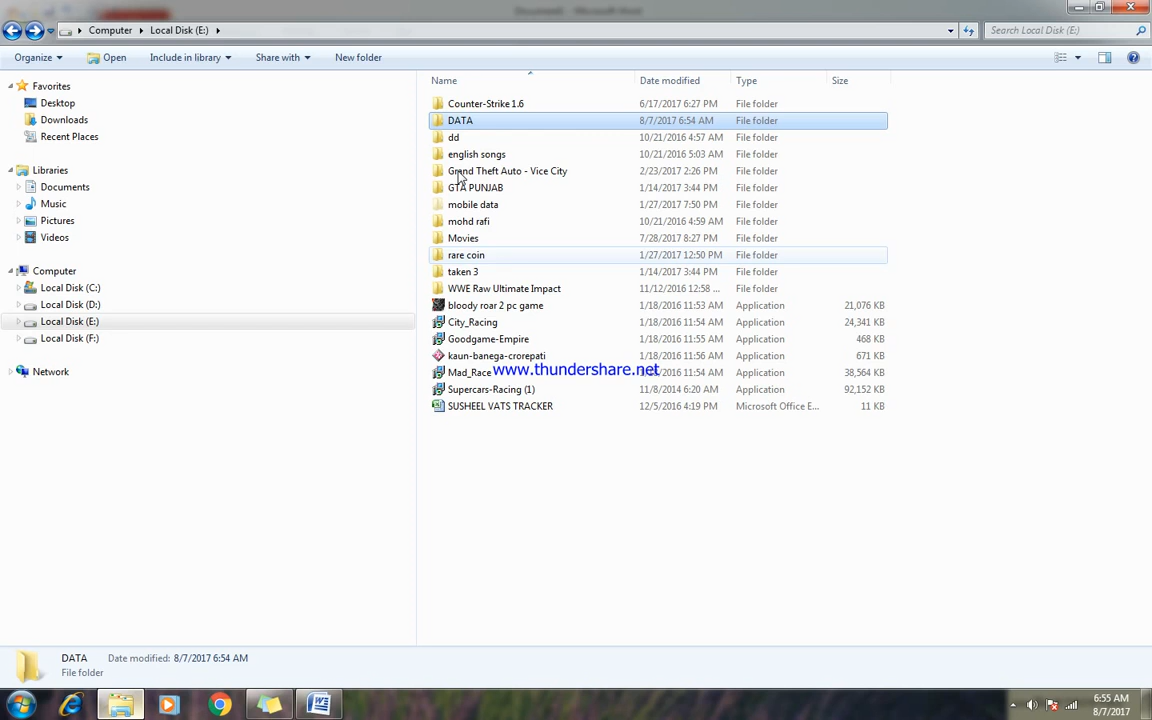 Document1 - Microsoft Word
Computer Local Disk (E:)
Search Local Disk (E:)
Organize Open Include in library Share with New folder
Name Date modified Type Size
Favorites
Desktop
Downloads
Recent Places
Libraries
Documents
Music
Pictures
Videos
Computer
Local Disk (C:)
Local Disk (D:)
Local Disk (E:)
Local Disk (F:)
Network
Counter-Strike 1.6 6/17/2017 6:27 PM File folder
DATA 8/7/2017 6:54 AM File folder
dd 10/21/2016 4:57 AM File folder
english songs 10/21/2016 5:03 AM File folder
Grand Theft Auto - Vice City 2/23/2017 2:26 PM File folder
GTA PUNJAB 1/14/2017 3:44 PM File folder
mobile data 1/27/2017 7:50 PM File folder
mohd rafi 10/21/2016 4:59 AM File folder
Movies 7/28/2017 8:27 PM File folder
rare coin 1/27/2017 12:50 PM File folder
taken 3 1/14/2017 3:44 PM File folder
WWE Raw Ultimate Impact 11/12/2016 12:58 ... File folder
bloody roar 2 pc game 1/18/2016 11:53 AM Application 21,076 KB
City_Racing 1/18/2016 11:54 AM Application 24,341 KB
Goodgame-Empire 1/18/2016 11:55 AM Application 468 KB
kaun-banega-crorepati 1/18/2016 11:56 AM Application 671 KB
Mad_Race 11:54 AM Application 38,564 KB
www.thundershare.net
Supercars-Racing (1) 11/8/2014 6:20 AM Application 92,152 KB
SUSHEEL VATS TRACKER 12/5/2016 4:19 PM Microsoft Office E... 11 KB
DATA Date modified: 8/7/2017 6:54 AM
File folder
6:55 AM
8/7/2017